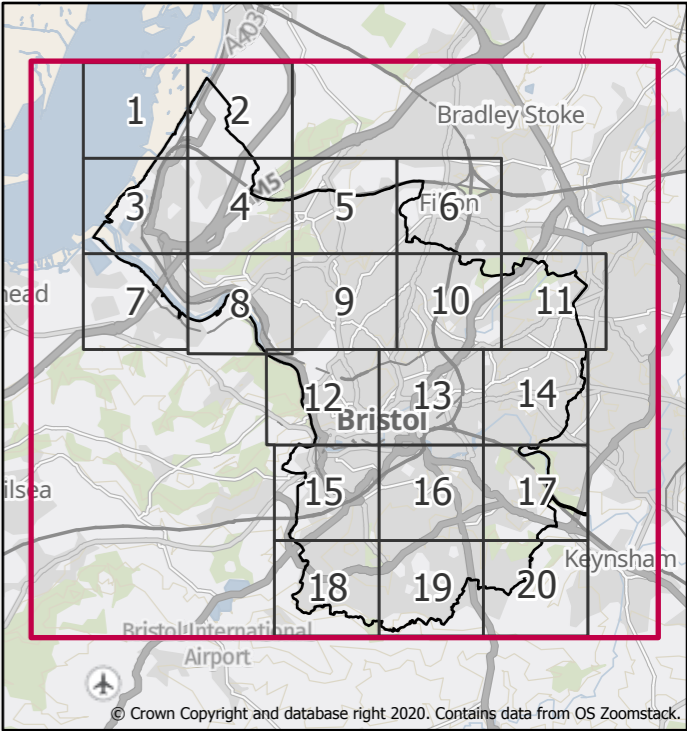 A403
1
2
Bradley Stoke
M5
3
4
5
6
Filton
head
7
8
9
10
11
12
13
14
Bristol
ilsea
15
16
17
Keynsham
18
19
20
Bristol International
Airport
© Crown Copyright and database right 2020. Contains data from OS Zoomstack.